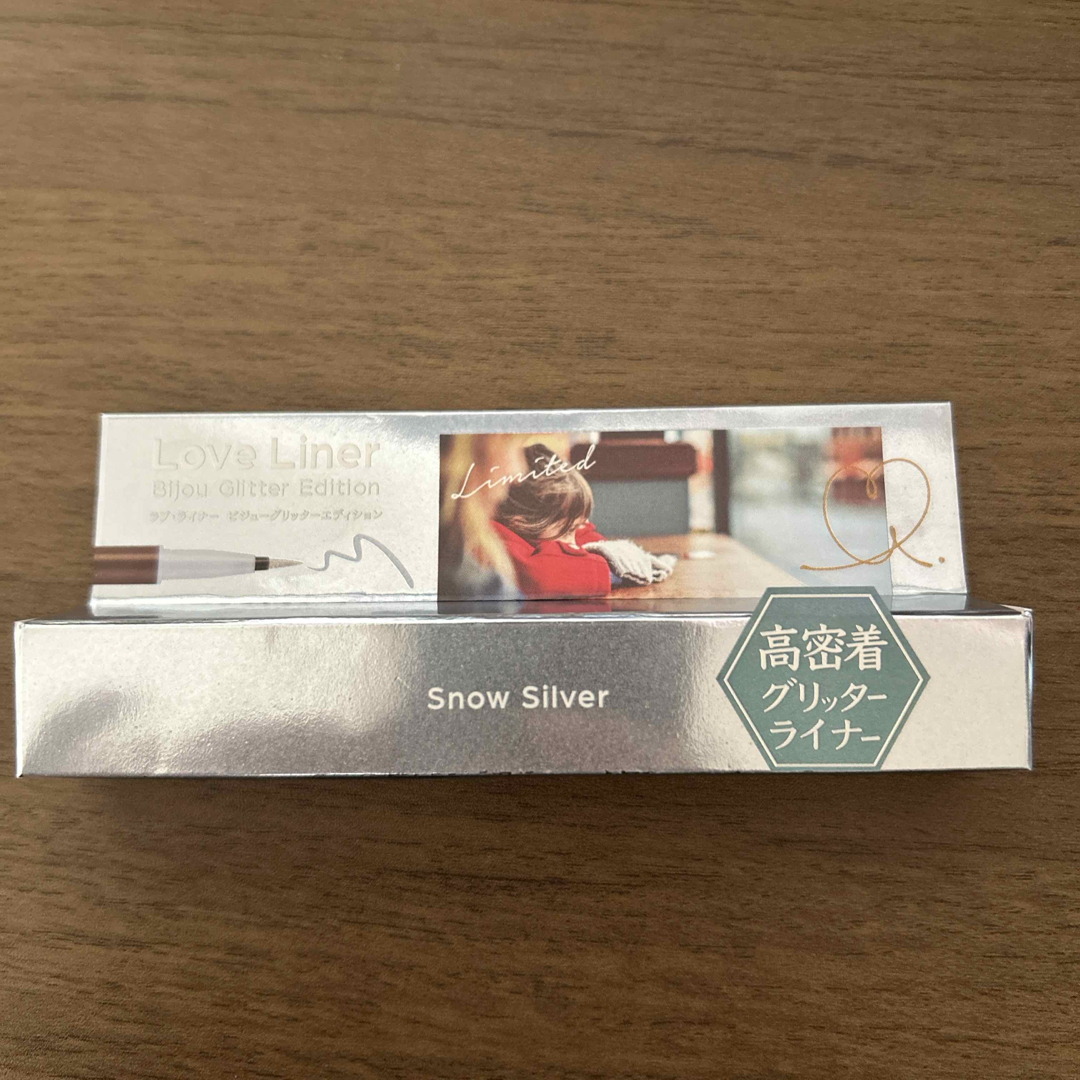 Love Liner
Bijou Glitter Edition
ラブ・ライナー ビジューグリッターエディション
Limited
Snow Silver
高密着
グリッター
ライナー